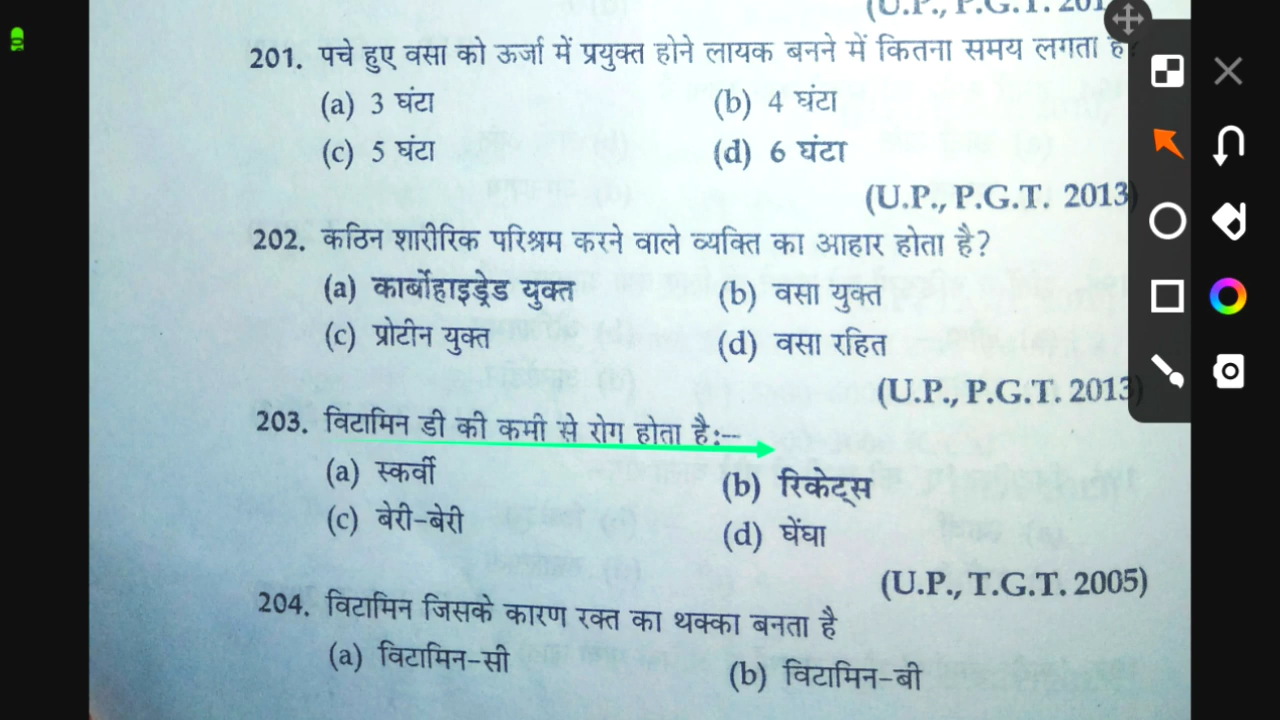 (U.P., P.G.T. 201
201. पचे हुए वसा को ऊर्जा में प्रयुक्त होने लायक बनने में कितना समय लगता है?
(a) 3 घंटा (b) 4 घंटा
(c) 5 घंटा (d) 6 घंटा
(U.P., P.G.T. 2013)
202. कठिन शारीरिक परिश्रम करने वाले व्यक्ति का आहार होता है?
(a) कार्बोहाइड्रेड युक्त (b) वसा युक्त
(c) प्रोटीन युक्त (d) वसा रहित
(U.P., P.G.T. 2013)
203. विटामिन डी की कमी से रोग होता है:--
(a) स्कर्वी (b) रिकेट्स
(c) बेरी-बेरी (d) घेंघा
(U.P., T.G.T. 2005)
204. विटामिन जिसके कारण रक्त का थक्का बनता है
(a) विटामिन-सी (b) विटामिन-बी